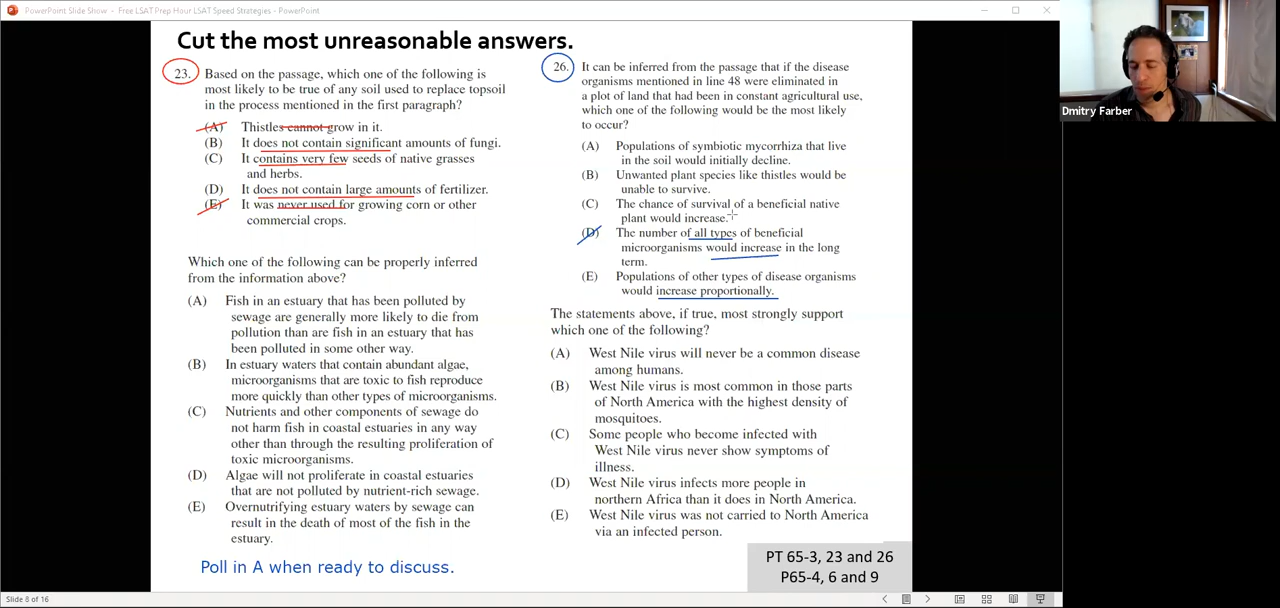 PowerPoint Slide Show - Free LSAT Prep Hour LSAT Speed Strategies - PowerPoint
Cut the most unreasonable answers.
23. Based on the passage, which one of the following is
most likely to be true of any soil used to replace topsoil
in the process mentioned in the first paragraph?
(A) Thistles cannot grow in it.
(B) It does not contain significant amounts of fungi.
(C) It contains very few seeds of native grasses
and herbs.
(D) It does not contain large amounts of fertilizer.
(E) It was never used for growing corn or other
commercial crops.
Which one of the following can be properly inferred
from the information above?
(A) Fish in an estuary that has been polluted by
sewage are generally more likely to die from
pollution than are fish in an estuary that has
been polluted in some other way.
(B) In estuary waters that contain abundant algae,
microorganisms that are toxic to fish reproduce
more quickly than other types of microorganisms.
(C) Nutrients and other components of sewage do
not harm fish in coastal estuaries in any way
other than through the resulting proliferation of
toxic microorganisms.
(D) Algae will not proliferate in coastal estuaries
that are not polluted by nutrient-rich sewage.
(E) Overnutrifying estuary waters by sewage can
result in the death of most of the fish in the
estuary.
Poll in A when ready to discuss.
26. It can be inferred from the passage that if the disease
organisms mentioned in line 48 were eliminated in
a plot of land that had been in constant agricultural use,
which one of the following would be the most likely
to occur?
(A) Populations of symbiotic mycorrhiza that live
in the soil would initially decline.
(B) Unwanted plant species like thistles would be
unable to survive.
(C) The chance of survival of a beneficial native
plant would increase.
(D) The number of all types of beneficial
microorganisms would increase in the long
term.
(E) Populations of other types of disease organisms
would increase proportionally.
The statements above, if true, most strongly support
which one of the following?
(A) West Nile virus will never be a common disease
among humans.
(B) West Nile virus is most common in those parts
of North America with the highest density of
mosquitoes.
(C) Some people who become infected with
West Nile virus never show symptoms of
illness.
(D) West Nile virus infects more people in
northern Africa than it does in North America.
(E) West Nile virus was not carried to North America
via an infected person.
PT 65-3, 23 and 26
P65-4, 6 and 9
Dmitry Farber
Slide 8 of 16